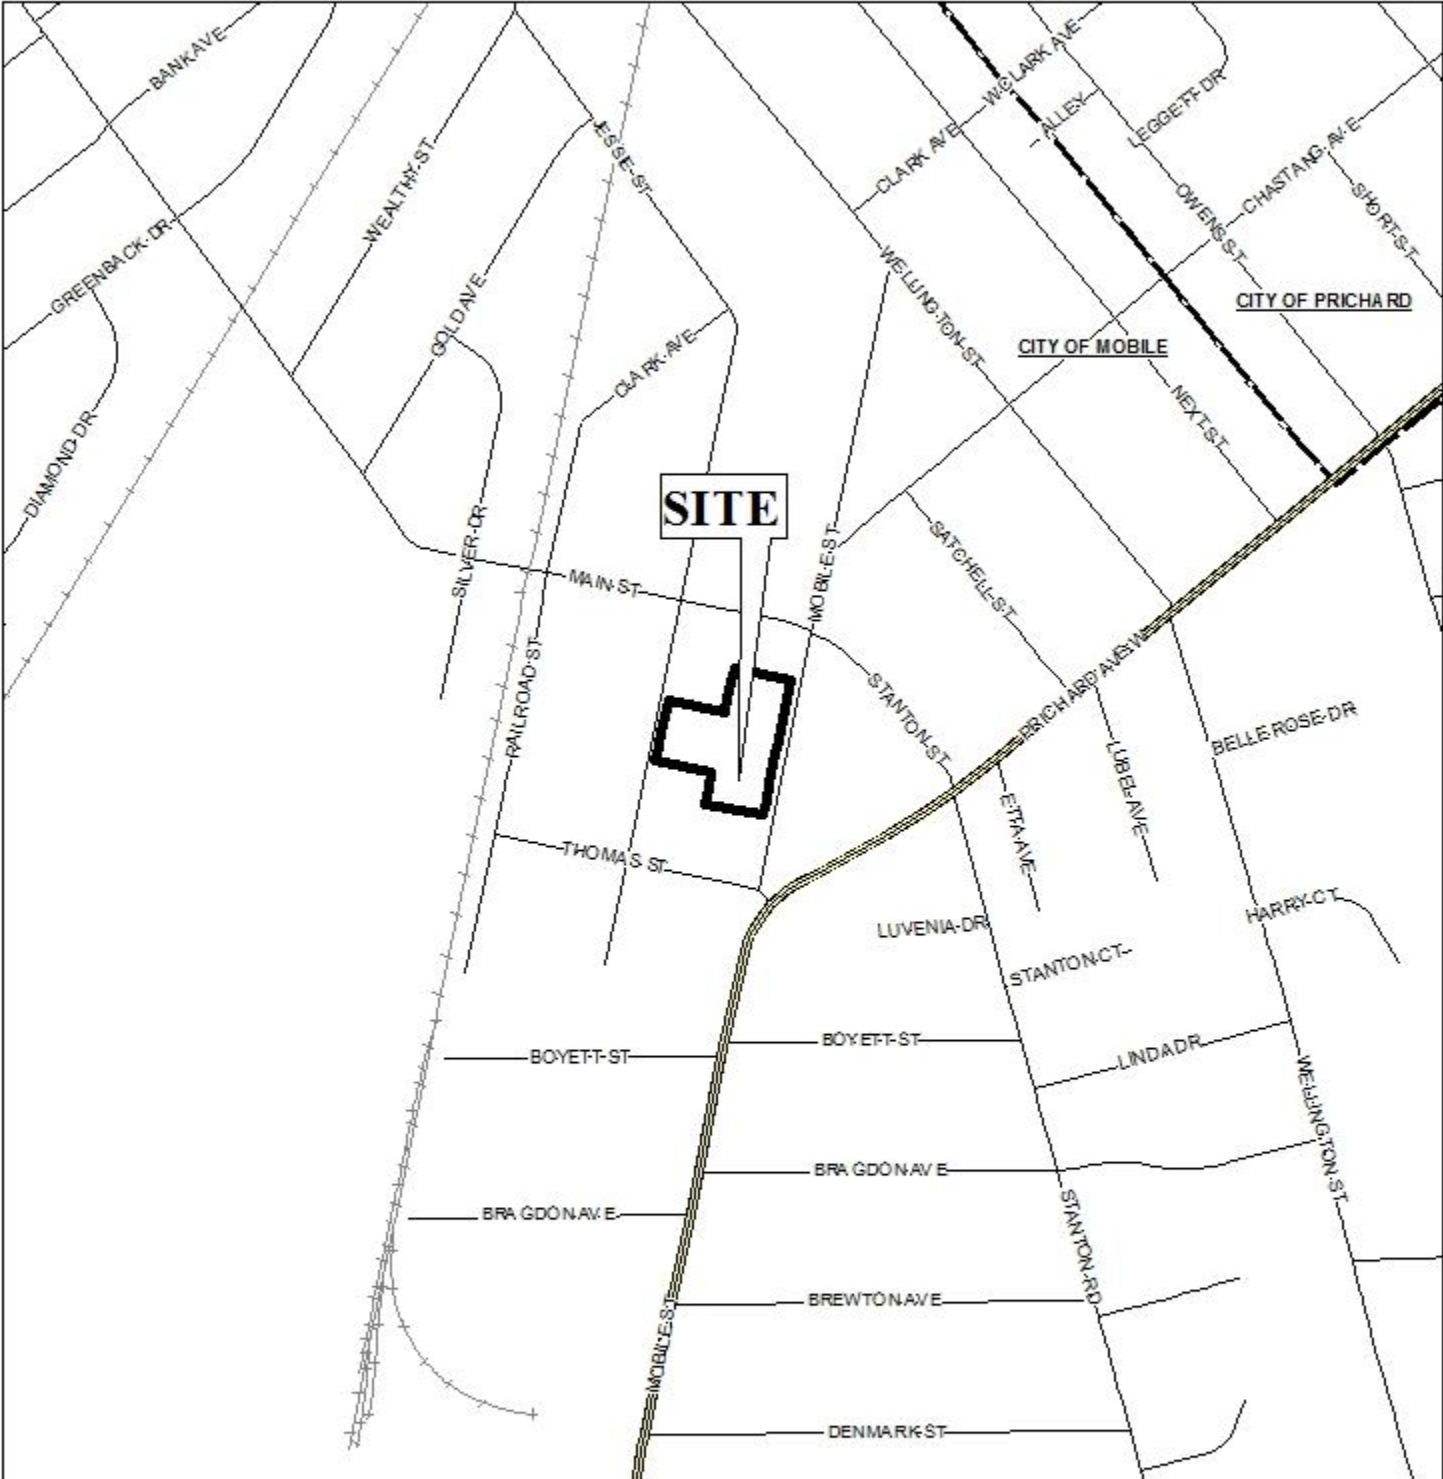 BANK AVE
W CLARK AVE
ALLEY
LEGGETT DR
CLARK AVE
CHASTANG AVE
WEALTHY ST
ESSE ST
OWENS ST
SHORT ST
GREENBACK DR
WELLINGTON ST
CITY OF PRICHARD
GOLD AVE
CITY OF MOBILE
CLARK AVE
NEXT ST
DIAMOND DR
SITE
SILVER DR
MAIN ST
MOBILE ST
SATCHELL ST
RAILROAD ST
STANTON ST
PRICHARD AVE W
BELLE ROSE DR
LUBEL AVE
ETTA AVE
THOMAS ST
HARRY CT
LUVENIA DR
STANTON CT
BOYETT ST
BOYETT ST
LINDA DR
WELLINGTON ST
BRAGDON AVE
BRAGDON AVE
STANTON RD
BREWTON AVE
MOBILE ST
DENMARK ST